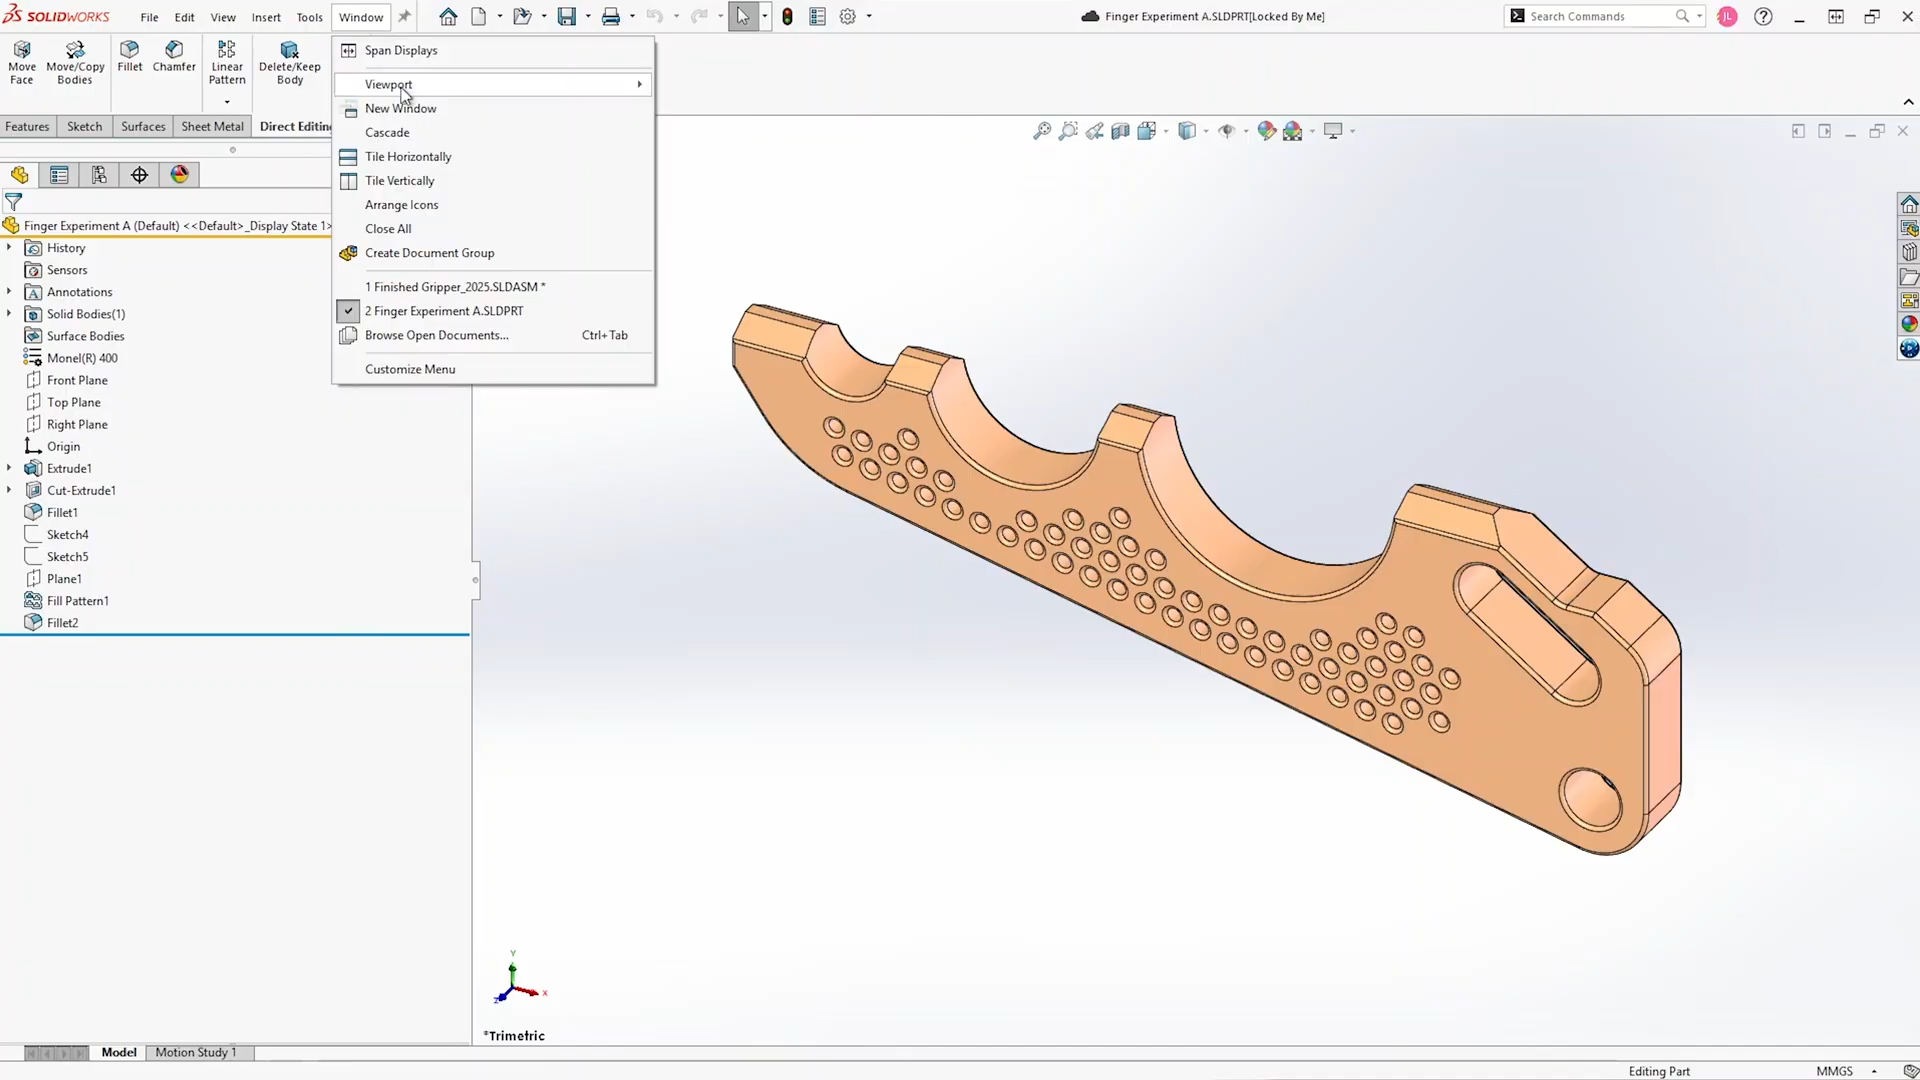 SOLIDWORKS File Edit View Insert Tools Window
Finger Experiment A.SLDPRT[Locked By Me]
Search Commands
JL
Move Face
Move/Copy Bodies
Fillet
Chamfer
Linear Pattern
Delete/Keep Body
Features Sketch Surfaces Sheet Metal Direct Editing
Span Displays
Viewport
New Window
Cascade
Tile Horizontally
Tile Vertically
Arrange Icons
Close All
Create Document Group
1 Finished Gripper_2025.SLDASM *
2 Finger Experiment A.SLDPRT
Browse Open Documents... Ctrl+Tab
Customize Menu
Finger Experiment A (Default) <<Default>_Display State 1>
History
Sensors
Annotations
Solid Bodies(1)
Surface Bodies
Monel(R) 400
Front Plane
Top Plane
Right Plane
Origin
Extrude1
Cut-Extrude1
Fillet1
Sketch4
Sketch5
Plane1
Fill Pattern1
Fillet2
Y
X
Z
*Trimetric
Model Motion Study 1
Editing Part MMGS